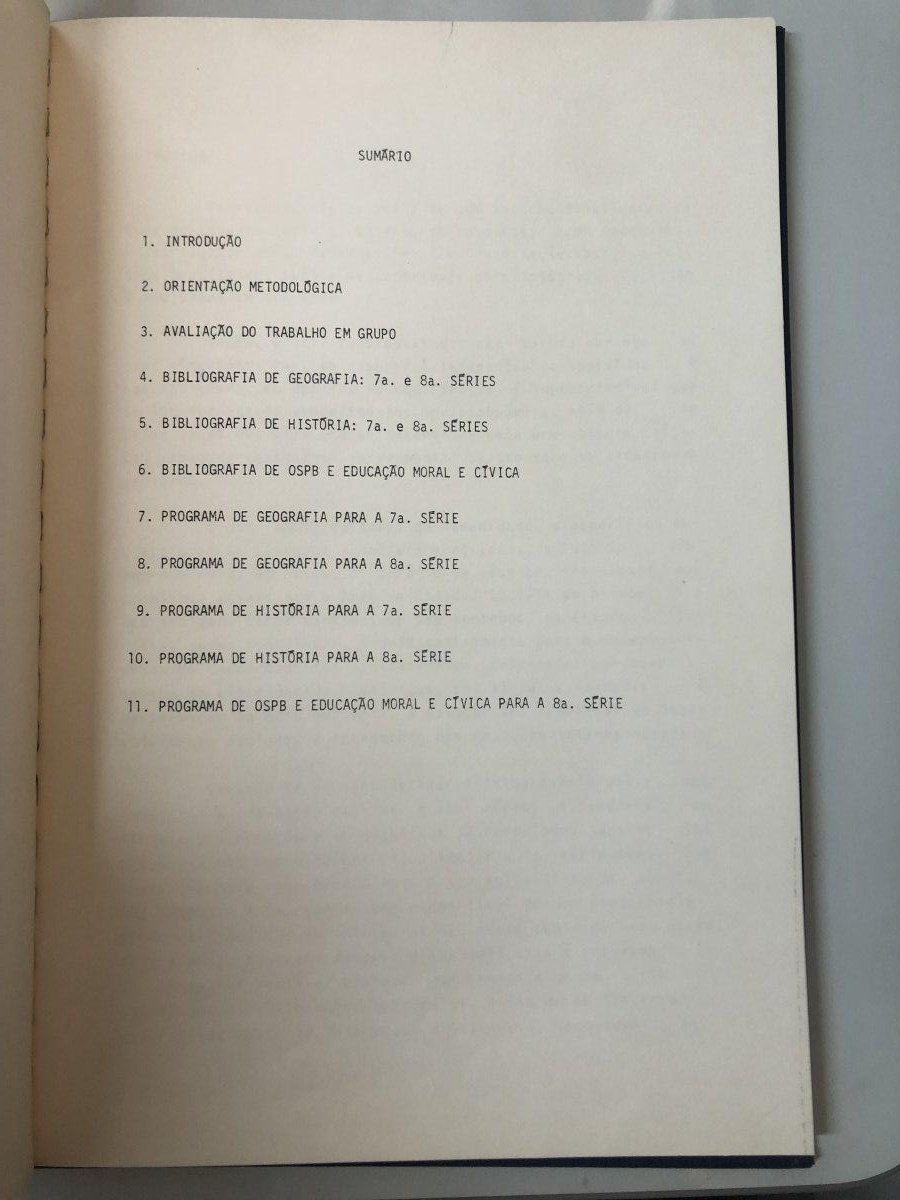 SUMÁRIO
1. INTRODUÇÃO
2. ORIENTAÇÃO METODOLÓGICA
3. AVALIAÇÃO DO TRABALHO EM GRUPO
4. BIBLIOGRAFIA DE GEOGRAFIA: 7a. e 8a. SÉRIES
5. BIBLIOGRAFIA DE HISTÓRIA: 7a. e 8a. SÉRIES
6. BIBLIOGRAFIA DE OSPB E EDUCAÇÃO MORAL E CÍVICA
7. PROGRAMA DE GEOGRAFIA PARA A 7a. SÉRIE
8. PROGRAMA DE GEOGRAFIA PARA A 8a. SÉRIE
9. PROGRAMA DE HISTÓRIA PARA A 7a. SÉRIE
10. PROGRAMA DE HISTÓRIA PARA A 8a. SÉRIE
11. PROGRAMA DE OSPB E EDUCAÇÃO MORAL E CÍVICA PARA A 8a. SÉRIE